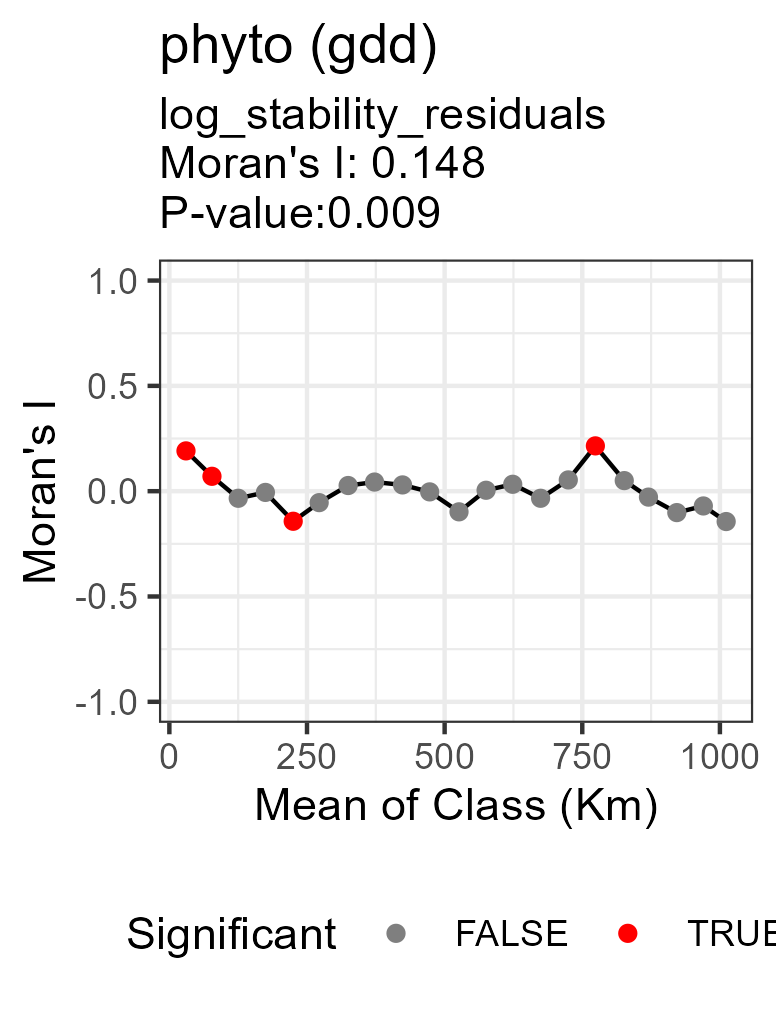 phyto (gdd)
log_stability_residuals
Moran's I: 0.148
P-value:0.009
Moran's I
1.0
0.5
0.0
-0.5
-1.0
0 250 500 750 1000
Mean of Class (Km)
Significant FALSE TRUE